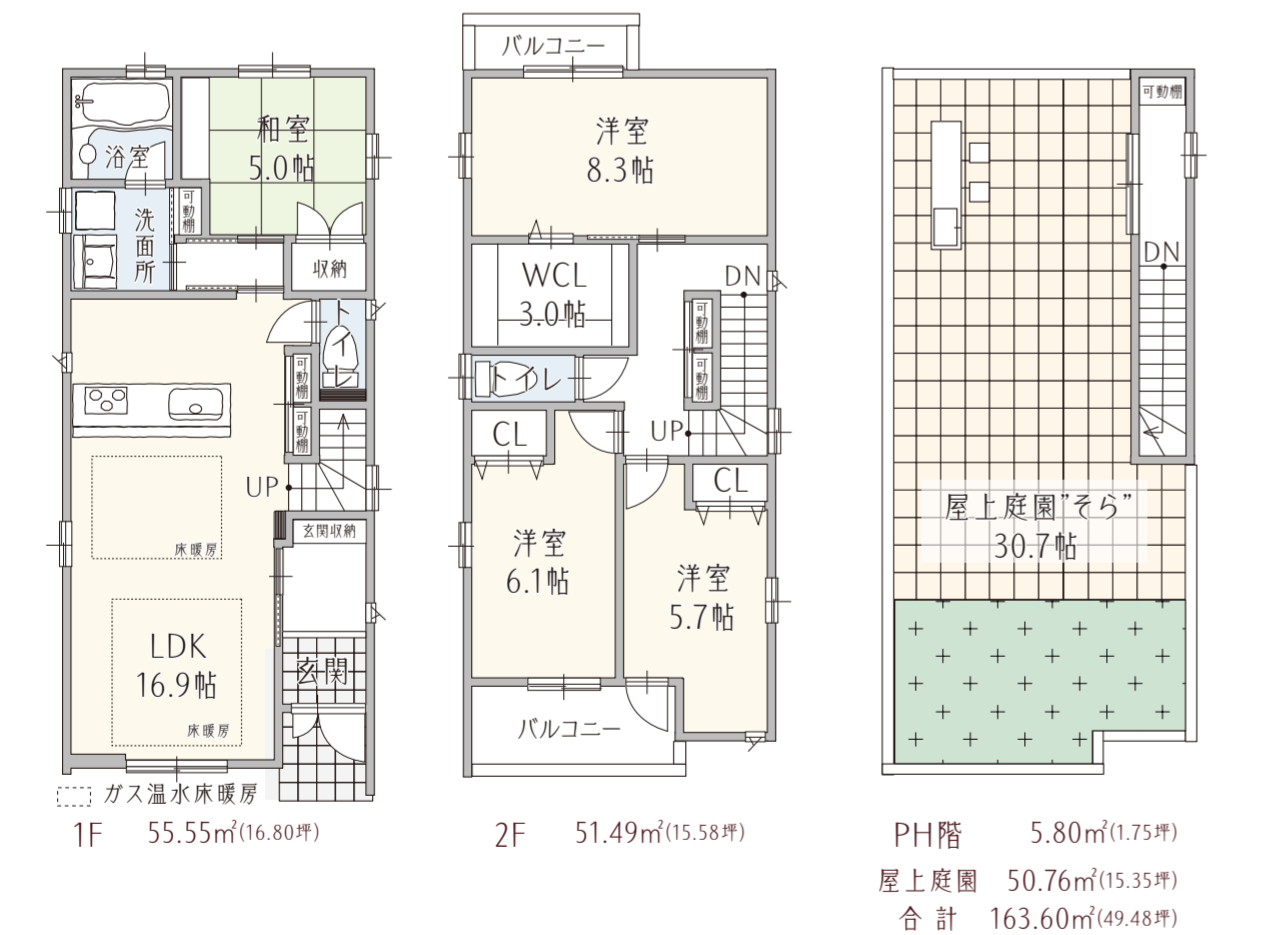 浴室
和室
5.0帖
洗面所
可動棚
収納
トイレ
可動棚
可動棚
UP
床暖房
玄関収納
LDK
16.9帖
床暖房
玄関
ガス温水床暖房
1F 55.55㎡(16.80坪)
バルコニー
洋室
8.3帖
WCL
3.0帖
DN
可動棚
可動棚
トイレ
CL
UP
CL
洋室
6.1帖
洋室
5.7帖
バルコニー
2F 51.49㎡(15.58坪)
可動棚
DN
屋上庭園”そら”
30.7帖
PH階 5.80㎡(1.75坪)
屋上庭園 50.76㎡(15.35坪)
合計 163.60㎡(49.48坪)